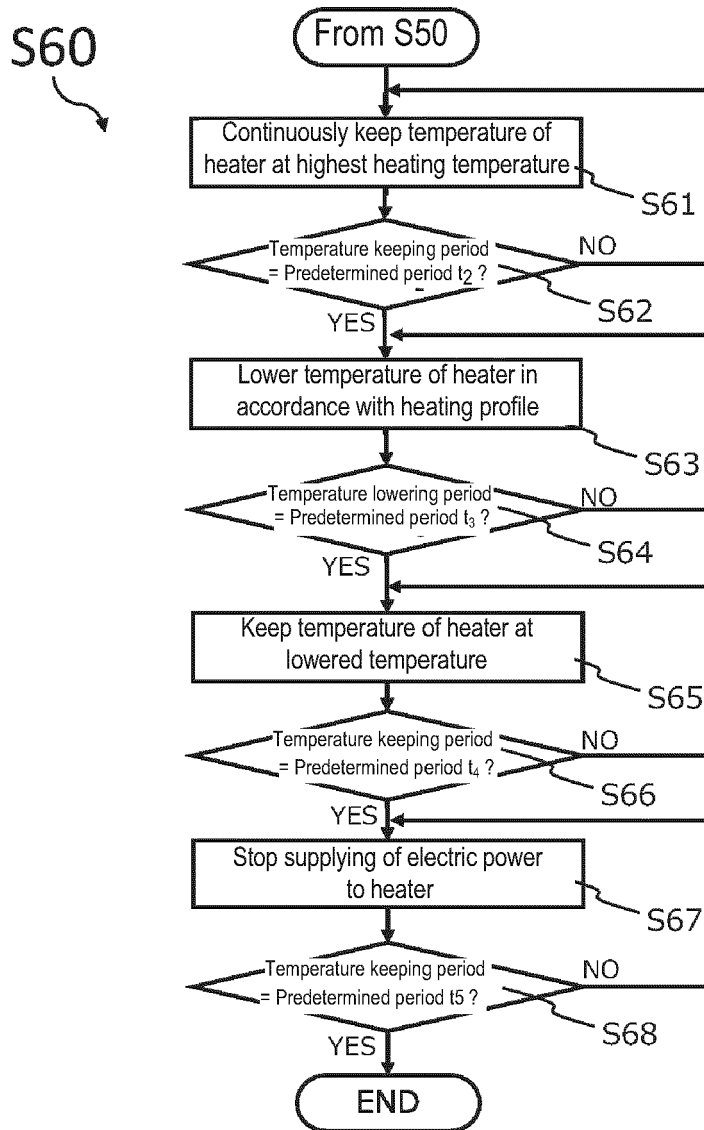 S60
From S50
Continuously keep temperature of
heater at highest heating temperature
S61
Temperature keeping period
= Predetermined period t2 ?
NO
S62
YES
Lower temperature of heater in
accordance with heating profile
S63
Temperature lowering period
= Predetermined period t3 ?
NO
S64
YES
Keep temperature of heater at
lowered temperature
S65
Temperature keeping period
= Predetermined period t4 ?
NO
S66
YES
Stop supplying of electric power
to heater
S67
Temperature keeping period
= Predetermined period t5 ?
NO
S68
YES
END